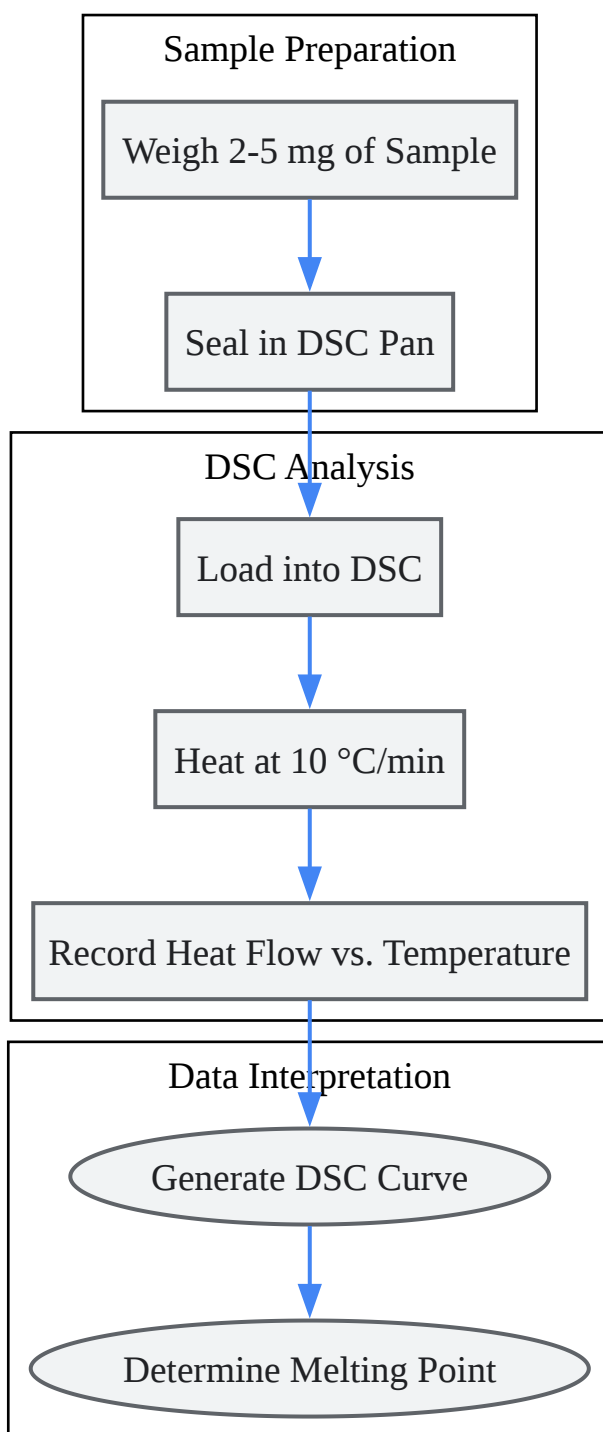 Sample Preparation
Weigh 2-5 mg of Sample
Seal in DSC Pan
DSC Analysis
Load into DSC
Heat at 10 °C/min
Record Heat Flow vs. Temperature
Data Interpretation
Generate DSC Curve
Determine Melting Point